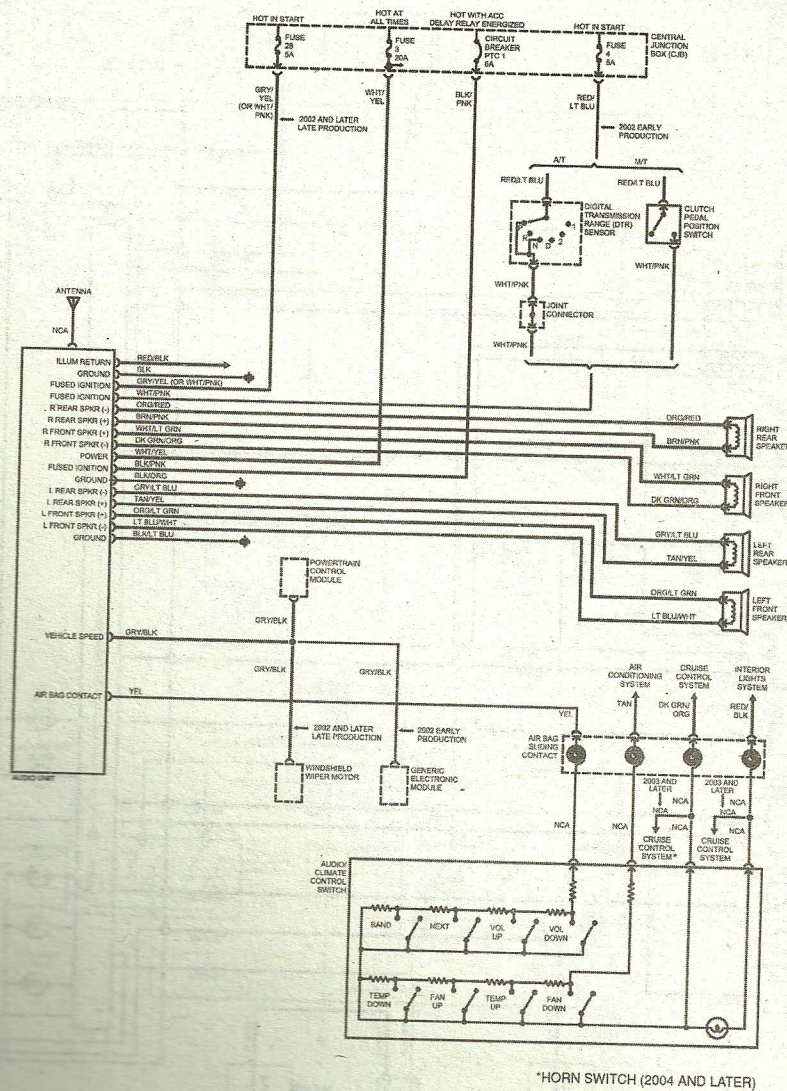 HOT IN START
HOT AT
ALL TIMES
HOT WITH ACC
DELAY RELAY ENERGIZED
HOT IN START
FUSE
28
5A
FUSE
3
20A
CIRCUIT
BREAKER
PTC 1
6A
FUSE
4
5A
CENTRAL
JUNCTION
BOX (CJB)
GRY/
YEL
(OR WHT/
PNK)
WHT/
YEL
BLK/
PNK
RED/
LT BLU
2002 AND LATER
LATE PRODUCTION
2002 EARLY
PRODUCTION
A/T
M/T
RED/LT BLU
RED/LT BLU
P
R
N
D
2
1
DIGITAL
TRANSMISSION
RANGE (DTR)
SENSOR
CLUTCH
PEDAL
POSITION
SWITCH
WHT/PNK
WHT/PNK
JOINT
CONNECTOR
WHT/PNK
ANTENNA
NCA
ILLUM RETURN
RED/BLK
GROUND
BLK
FUSED IGNITION
GRY/YEL (OR WHT/PNK)
FUSED IGNITION
WHT/PNK
R REAR SPKR (-)
ORG/RED
R REAR SPKR (+)
BRN/PNK
R FRONT SPKR (+)
WHT/LT GRN
R FRONT SPKR (-)
DK GRN/ORG
POWER
WHT/YEL
FUSED IGNITION
BLK/PNK
GROUND
BLK/ORG
L REAR SPKR (-)
GRY/LT BLU
L REAR SPKR (+)
TAN/YEL
L FRONT SPKR (+)
ORG/LT GRN
L FRONT SPKR (-)
LT BLU/WHT
GROUND
BLK/LT BLU
ORG/RED
BRN/PNK
RIGHT
REAR
SPEAKER
WHT/LT GRN
DK GRN/ORG
RIGHT
FRONT
SPEAKER
GRY/LT BLU
TAN/YEL
LEFT
REAR
SPEAKER
ORG/LT GRN
LT BLU/WHT
LEFT
FRONT
SPEAKER
POWERTRAIN
CONTROL
MODULE
GRY/BLK
VEHICLE SPEED
GRY/BLK
GRY/BLK
GRY/BLK
AIR BAG CONTACT
YEL
2002 AND LATER
LATE PRODUCTION
2002 EARLY
PRODUCTION
WINDSHIELD
WIPER MOTOR
GENERIC
ELECTRONIC
MODULE
AUDIO UNIT
AIR
CONDITIONING
SYSTEM
CRUISE
CONTROL
SYSTEM
INTERIOR
LIGHTS
SYSTEM
YEL
TAN
DK GRN/
ORG
RED/
BLK
AIR BAG
SLIDING
CONTACT
2003 AND
LATER
2003 AND
LATER
NCA
NCA
NCA
NCA
NCA
NCA
NCA
NCA
CRUISE
CONTROL
SYSTEM*
CRUISE
CONTROL
SYSTEM
AUDIO/
CLIMATE
CONTROL
SWITCH
BAND
NEXT
VOL
UP
VOL
DOWN
TEMP
DOWN
FAN
UP
TEMP
UP
FAN
DOWN
*HORN SWITCH (2004 AND LATER)